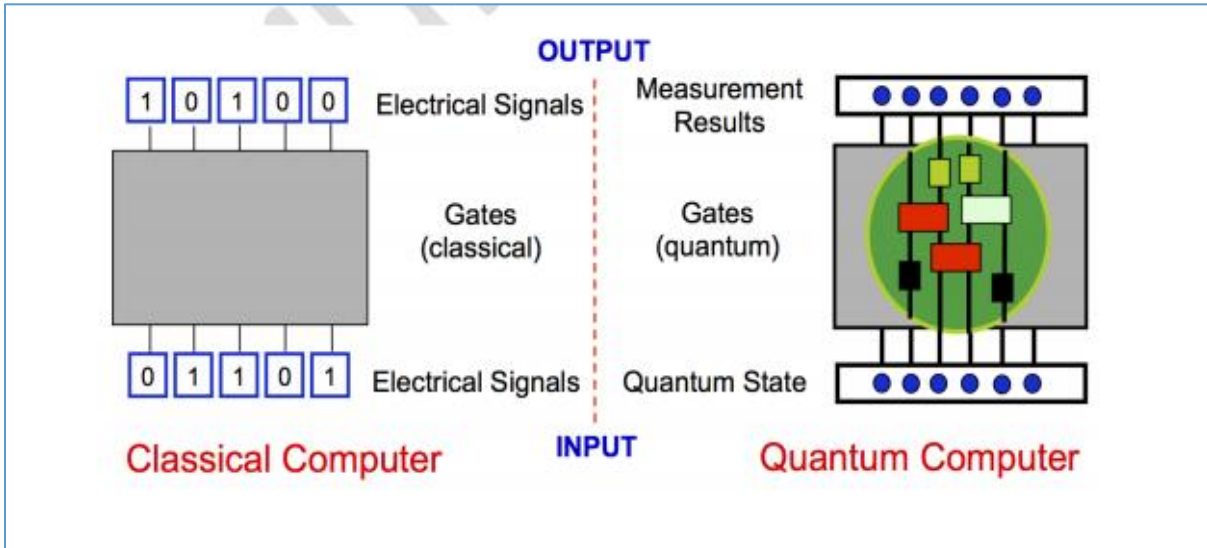 OUTPUT
1 0 1 0 0
Electrical Signals
Measurement
Results
Gates
(classical)
Gates
(quantum)
0 1 1 0 1
Electrical Signals
Quantum State
INPUT
Classical Computer
Quantum Computer